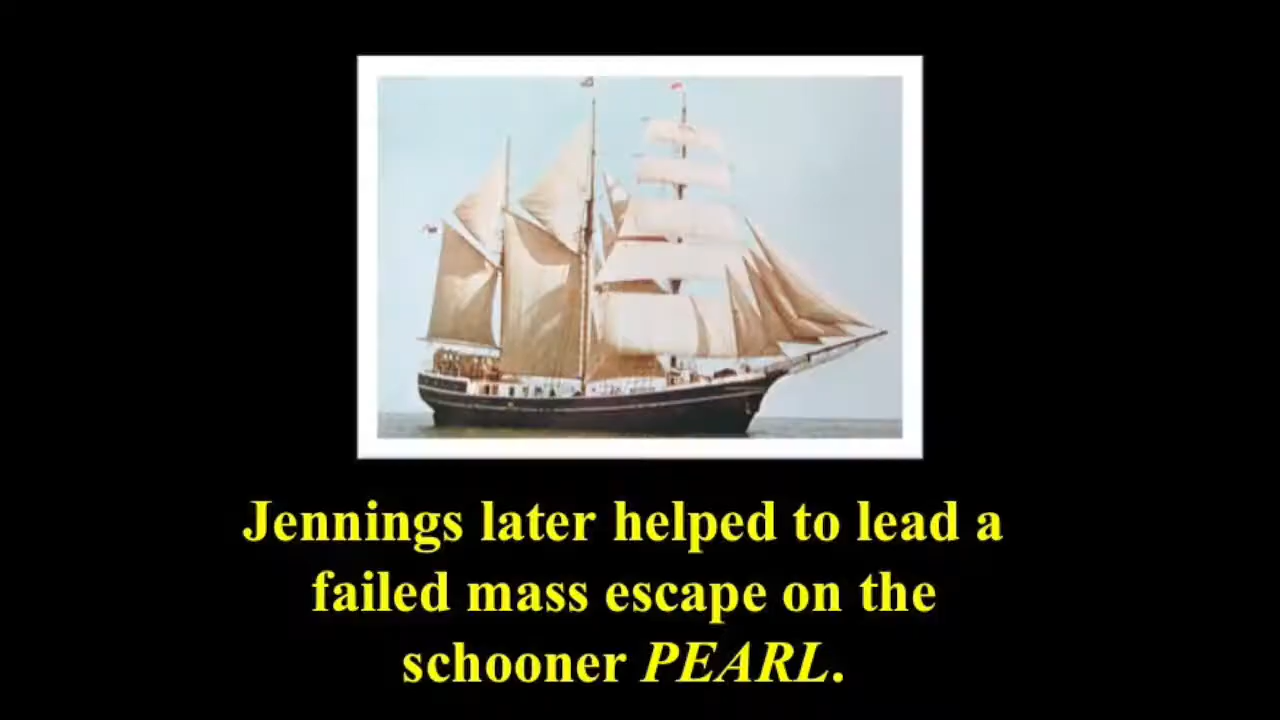 Jennings later helped to lead a
failed mass escape on the
schooner PEARL.